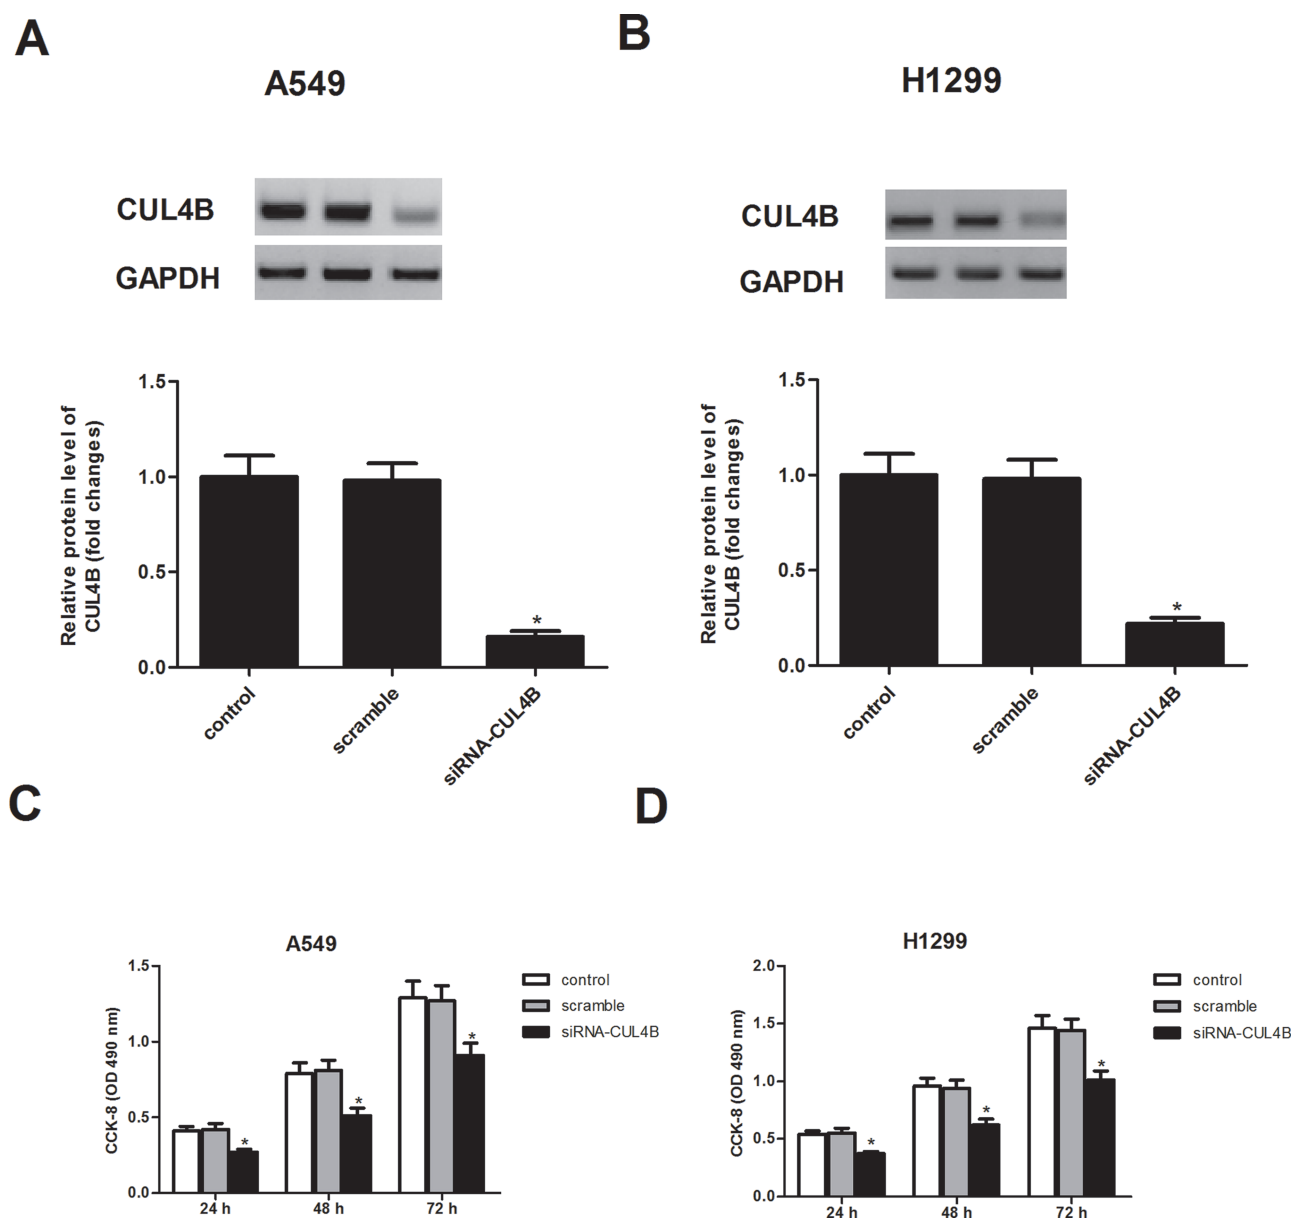 A
A549
CUL4B
GAPDH
Relative protein level of
CUL4B (fold changes)
1.5
1.0
0.5
0.0
*
control
scramble
siRNA-CUL4B
B
H1299
CUL4B
GAPDH
Relative protein level of
CUL4B (fold changes)
1.5
1.0
0.5
0.0
*
control
scramble
siRNA-CUL4B
C
A549
CCK-8 (OD 490 nm)
1.5
1.0
0.5
0.0
*
*
*
24 h
48 h
72 h
control
scramble
siRNA-CUL4B
D
H1299
CCK-8 (OD 490 nm)
2.0
1.5
1.0
0.5
0.0
*
*
*
24 h
48 h
72 h
control
scramble
siRNA-CUL4B